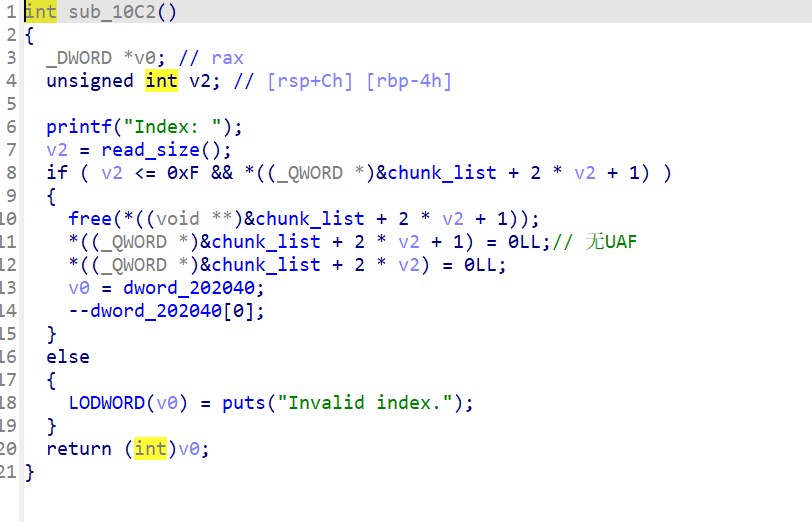 1 int sub_10C2()
2 {
3   _DWORD *v0; // rax
4   unsigned int v2; // [rsp+Ch] [rbp-4h]
5
6   printf("Index: ");
7   v2 = read_size();
8   if ( v2 <= 0xF && *((_QWORD *)&chunk_list + 2 * v2 + 1) )
9   {
10     free(*((void **)&chunk_list + 2 * v2 + 1));
11     *((_QWORD *)&chunk_list + 2 * v2 + 1) = 0LL;// 无UAF
12     *((_QWORD *)&chunk_list + 2 * v2) = 0LL;
13     v0 = dword_202040;
14     --dword_202040[0];
15   }
16   else
17   {
18     LODWORD(v0) = puts("Invalid index.");
19   }
20   return (int)v0;
21 }